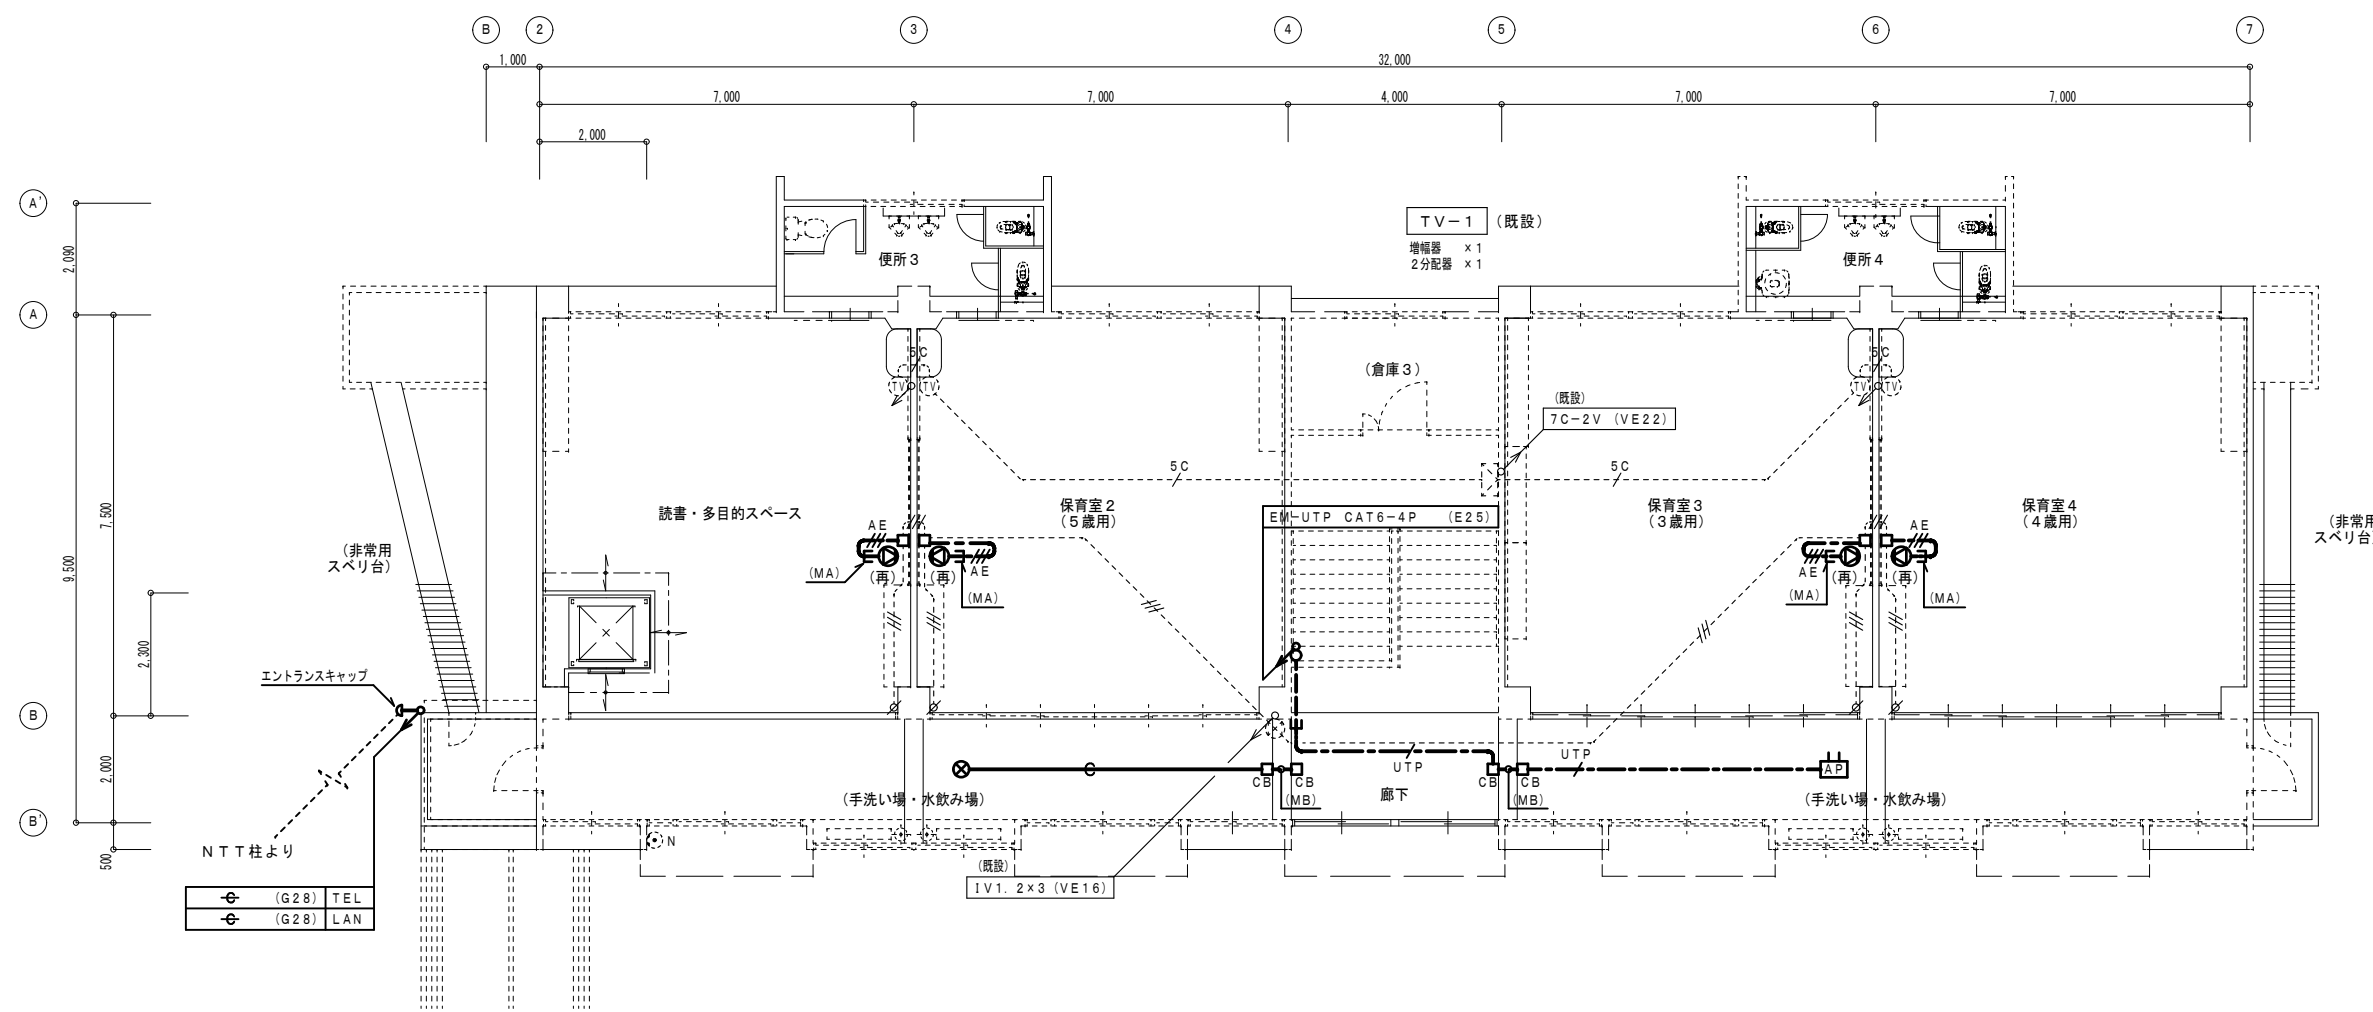 B
2
3
4
5
6
7
1,000
32,000
7,000
7,000
4,000
7,000
7,000
2,000
A'
A
B
B'
2,090
7,500
9,500
2,300
2,000
500
便所3
TV-1 (既設)
増幅器 ×1
2分配器 ×1
便所4
5C
TV
TV
5C
TV
TV
(倉庫3)
(既設)
7C-2V (VE22)
5C
5C
読書・多目的スペース
保育室2
(5歳用)
EM-UTP CAT6-4P (E25)
保育室3
(3歳用)
保育室4
(4歳用)
(非常用
スベリ台)
(非常用
スベリ台)
AE
(再)
(MA)
(再)
AE
(MA)
AE
(再)
(MA)
AE
(再)
(MA)
エントランスキャップ
UTP
UTP
CB
CB
(MB)
CB
CB
(MB)
AP
廊下
(手洗い場・水飲み場)
(手洗い場・水飲み場)
N
NTT柱より
(既設)
IV1.2×3(VE16)
C (G28) TEL
C (G28) LAN